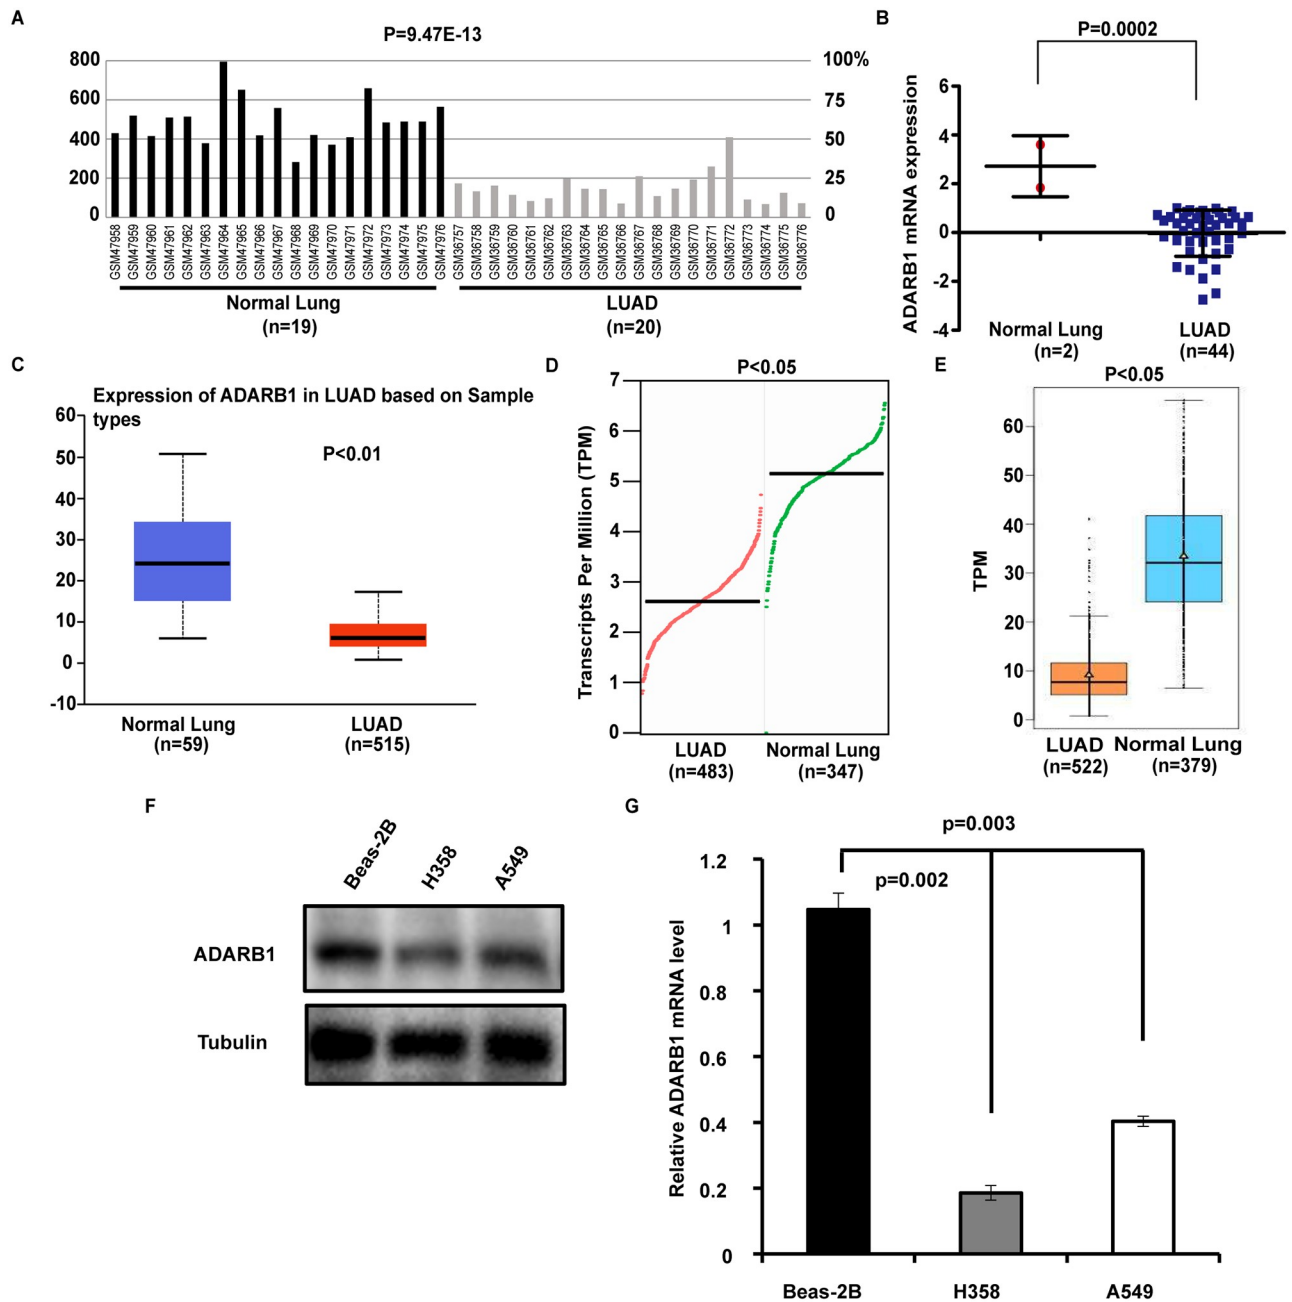 A
P=9.47E-13
800
600
400
200
0
100%
75
50
25
0
GSM47958
GSM47959
GSM47960
GSM47961
GSM47962
GSM47963
GSM47964
GSM47965
GSM47966
GSM47967
GSM47968
GSM47969
GSM47970
GSM47971
GSM47972
GSM47973
GSM47974
GSM47975
GSM47976
GSM36757
GSM36758
GSM36759
GSM36760
GSM36761
GSM36762
GSM36763
GSM36764
GSM36765
GSM36766
GSM36767
GSM36768
GSM36769
GSM36770
GSM36771
GSM36772
GSM36773
GSM36774
GSM36775
GSM36776
Normal Lung
(n=19)
LUAD
(n=20)
B
P=0.0002
ADARB1 mRNA expression
6
4
2
0
-2
-4
Normal Lung
(n=2)
LUAD
(n=44)
C
Expression of ADARB1 in LUAD based on Sample
types
P<0.01
60
50
40
30
20
10
0
-10
Normal Lung
(n=59)
LUAD
(n=515)
D
P<0.05
Transcripts Per Million (TPM)
7
6
5
4
3
2
1
0
LUAD
(n=483)
Normal Lung
(n=347)
E
P<0.05
TPM
60
50
40
30
20
10
0
LUAD
(n=522)
Normal Lung
(n=379)
F
Beas-2B
H358
A549
ADARB1
Tubulin
G
p=0.003
p=0.002
Relative ADARB1 mRNA level
1.2
1
0.8
0.6
0.4
0.2
0
Beas-2B
H358
A549